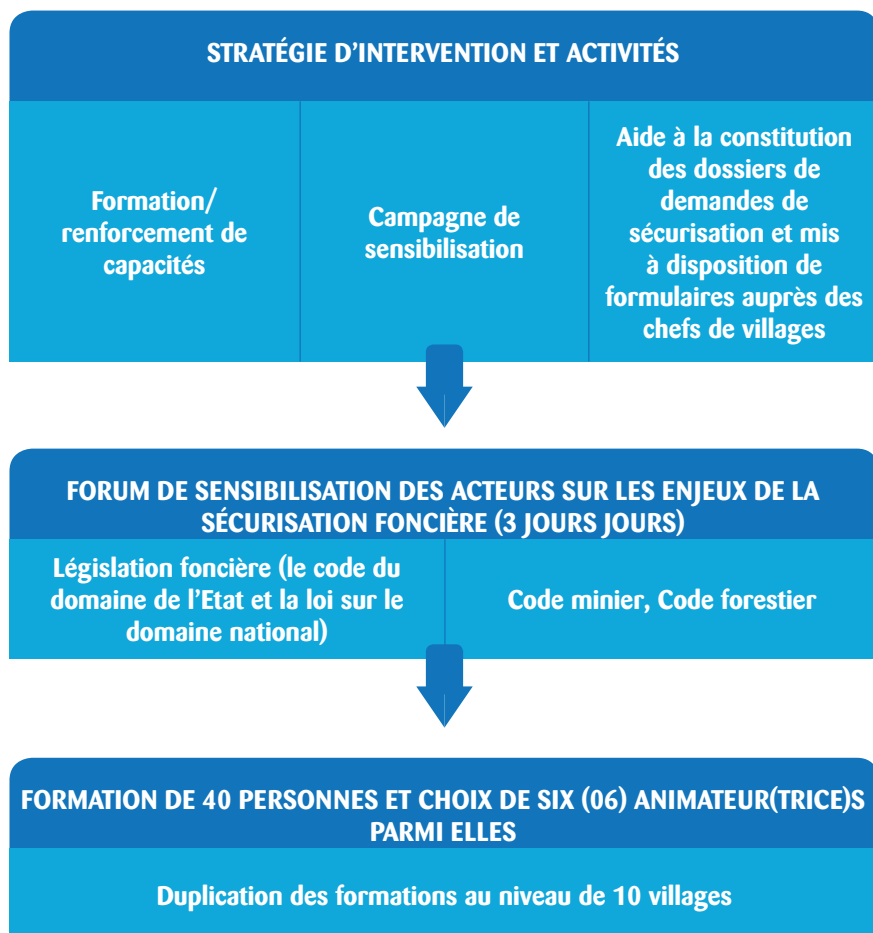 STRATÉGIE D'INTERVENTION ET ACTIVITÉS
Formation/
renforcement de
capacités
Campagne de
sensibilisation
Aide à la constitution
des dossiers de
demandes de
sécurisation et mis
à disposition de
formulaires auprès des
chefs de villages
FORUM DE SENSIBILISATION DES ACTEURS SUR LES ENJEUX DE LA
SÉCURISATION FONCIÈRE (3 JOURS JOURS)
Législation foncière (le code du
domaine de l'Etat et la loi sur le
domaine national)
Code minier, Code forestier
FORMATION DE 40 PERSONNES ET CHOIX DE SIX (06) ANIMATEUR(TRICE)S
PARMI ELLES
Duplication des formations au niveau de 10 villages